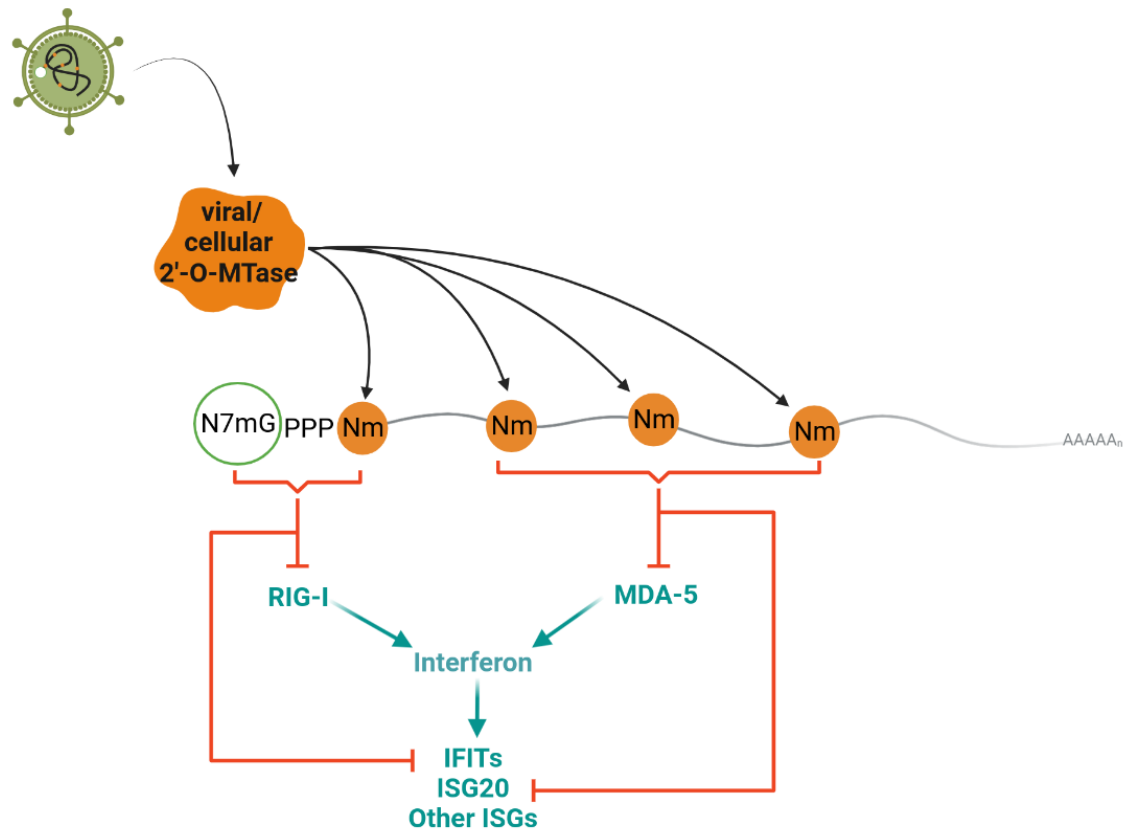 viral/
cellular
2'-O-MTase
N7mG PPP Nm Nm Nm Nm AAAAAn
RIG-I MDA-5
Interferon
IFITs
ISG20
Other ISGs